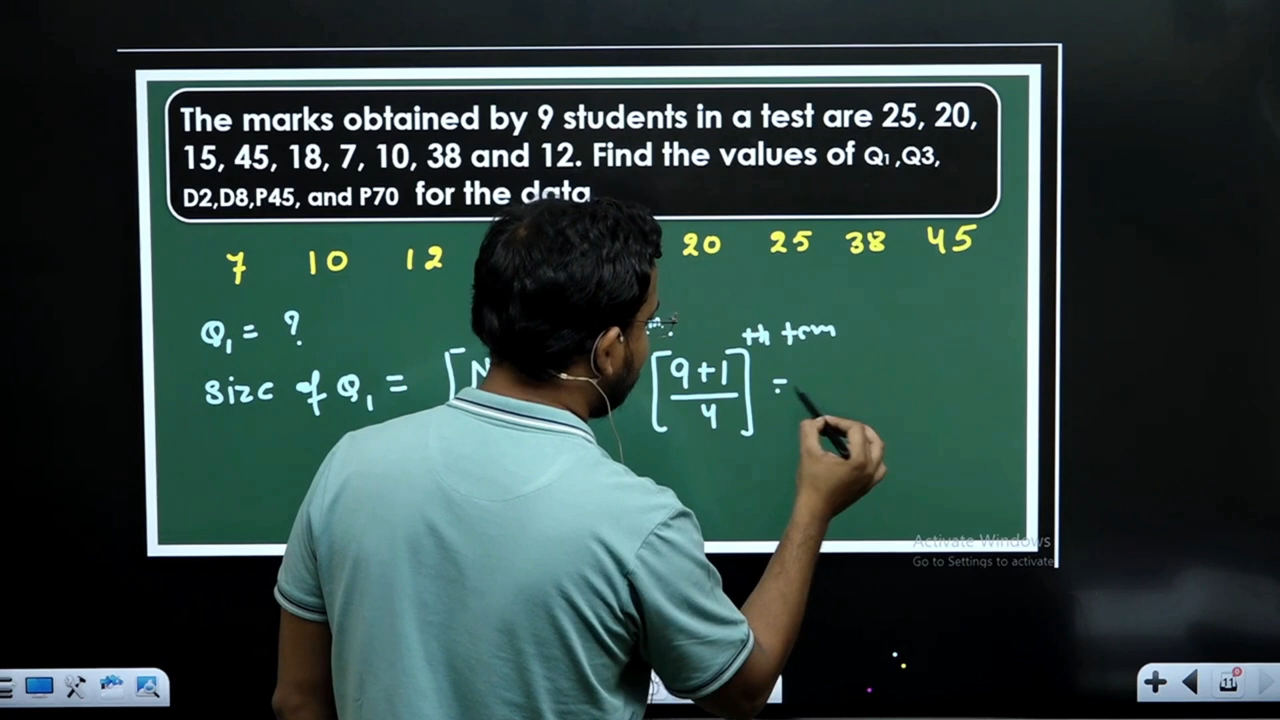 The marks obtained by 9 students in a test are 25, 20,
15, 45, 18, 7, 10, 38 and 12. Find the values of Q1 ,Q3,
D2,D8,P45, and P70 for the data
7 10 12 20 25 38 45
Q₁ = ?
th term
Size of Q₁ = [N [9+1/4] =
Activate Windows
Go to Settings to activate
11